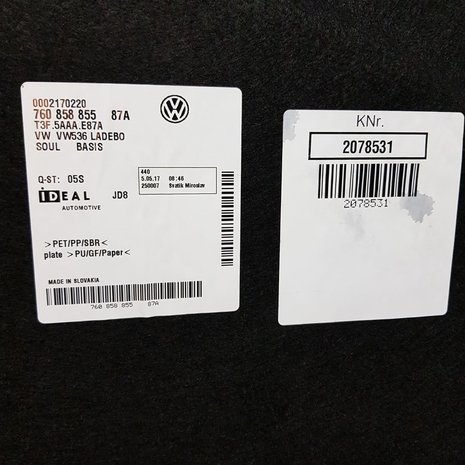 0002170220
760 858 855 87A
T3F.5AAA.E87A
VW VW536 LADEBO
SOUL BASIS
Q-ST: 05S
440
5.05.17 08:46
250007 Svatik Miroslav
iDEAL JD8
AUTOMOTIVE
>PET/PP/SBR<
plate >PU/GF/Paper<
MADE IN SLOVAKIA
760 858 855 87A
KNr.
2078531
2078531